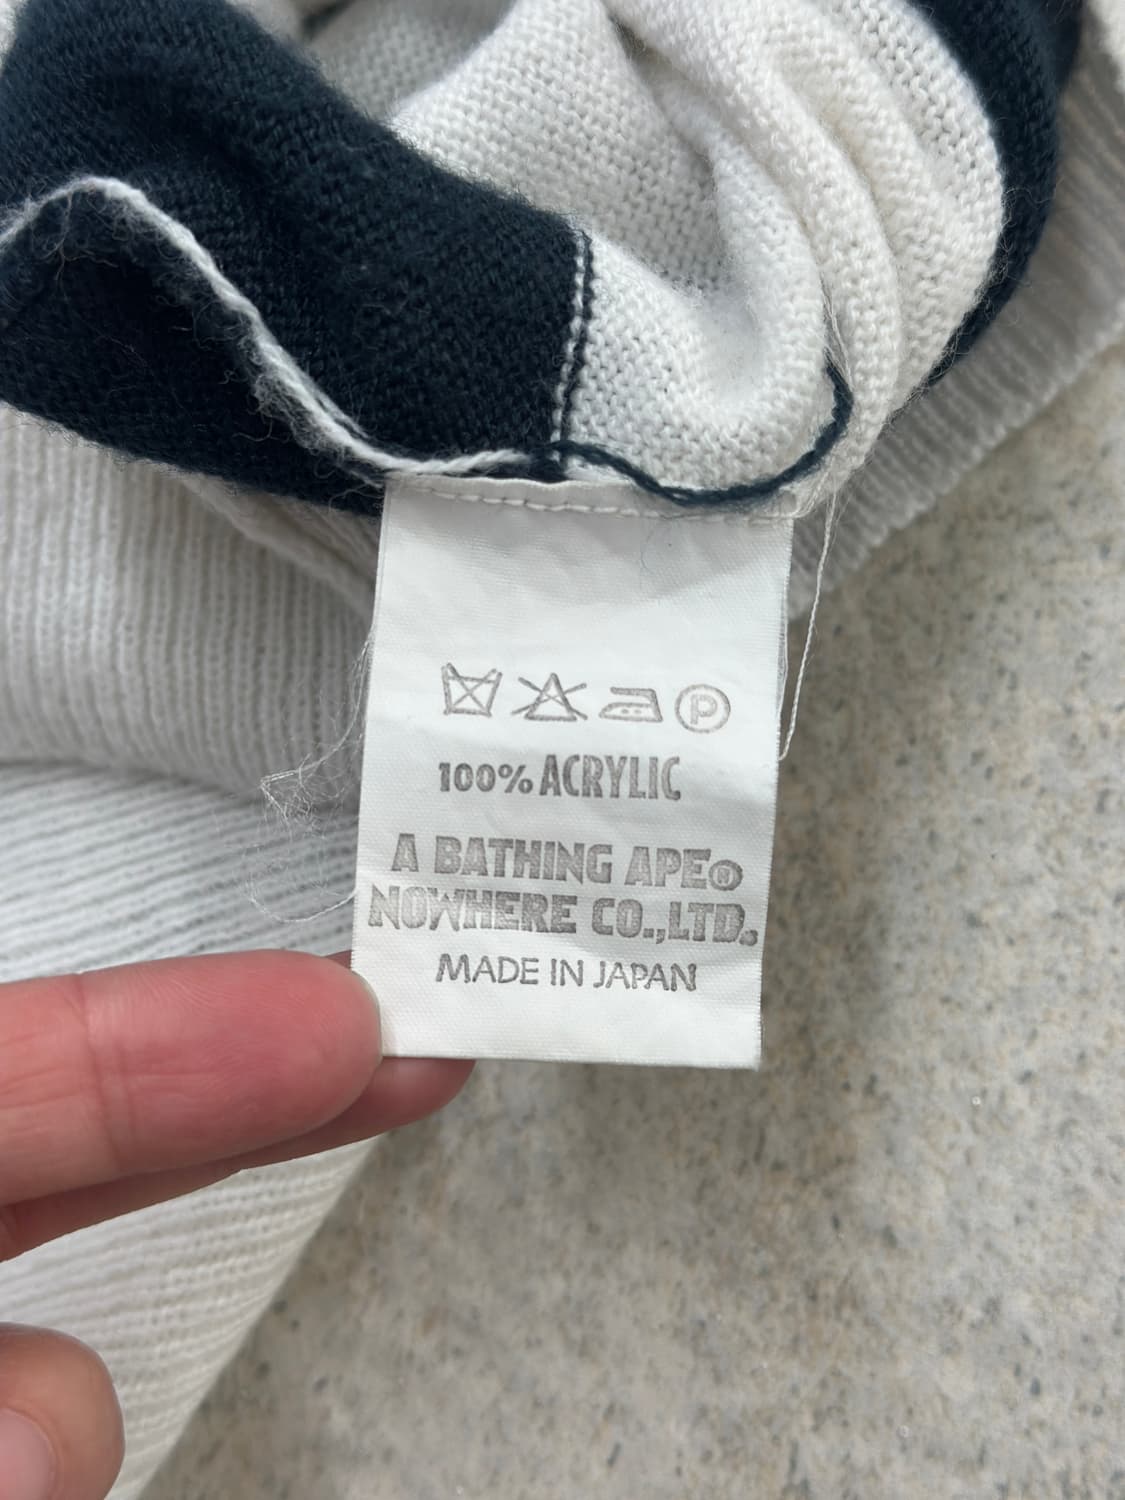 P
100% ACRYLIC
A BATHING APE®
NOWHERE CO.,LTD.
MADE IN JAPAN